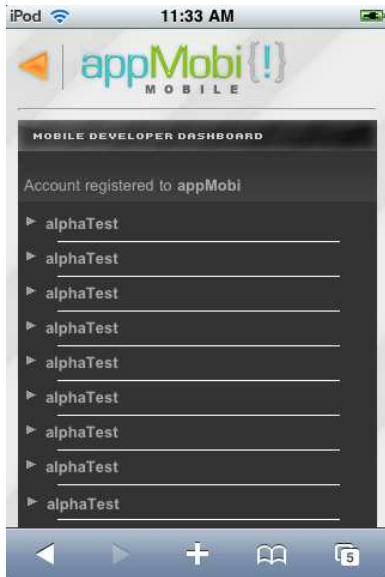 iPod 11:33 AM
appMobi{!}
MOBILE
MOBILE DEVELOPER DASHBOARD
Account registered to appMobi
alphaTest
alphaTest
alphaTest
alphaTest
alphaTest
alphaTest
alphaTest
alphaTest
alphaTest
5